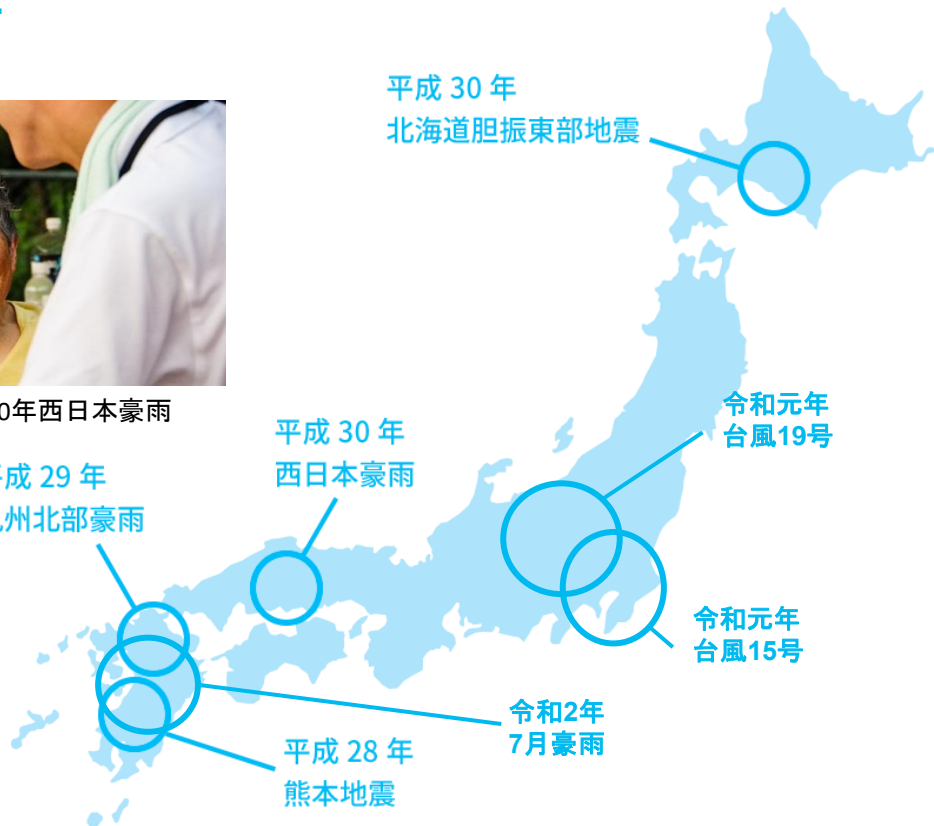 平成 30 年
北海道胆振東部地震
0年西日本豪雨
令和元年
台風19号
平成 30 年
西日本豪雨
成 29 年
州北部豪雨
令和元年
台風15号
令和2年
7月豪雨
平成 28 年
熊本地震